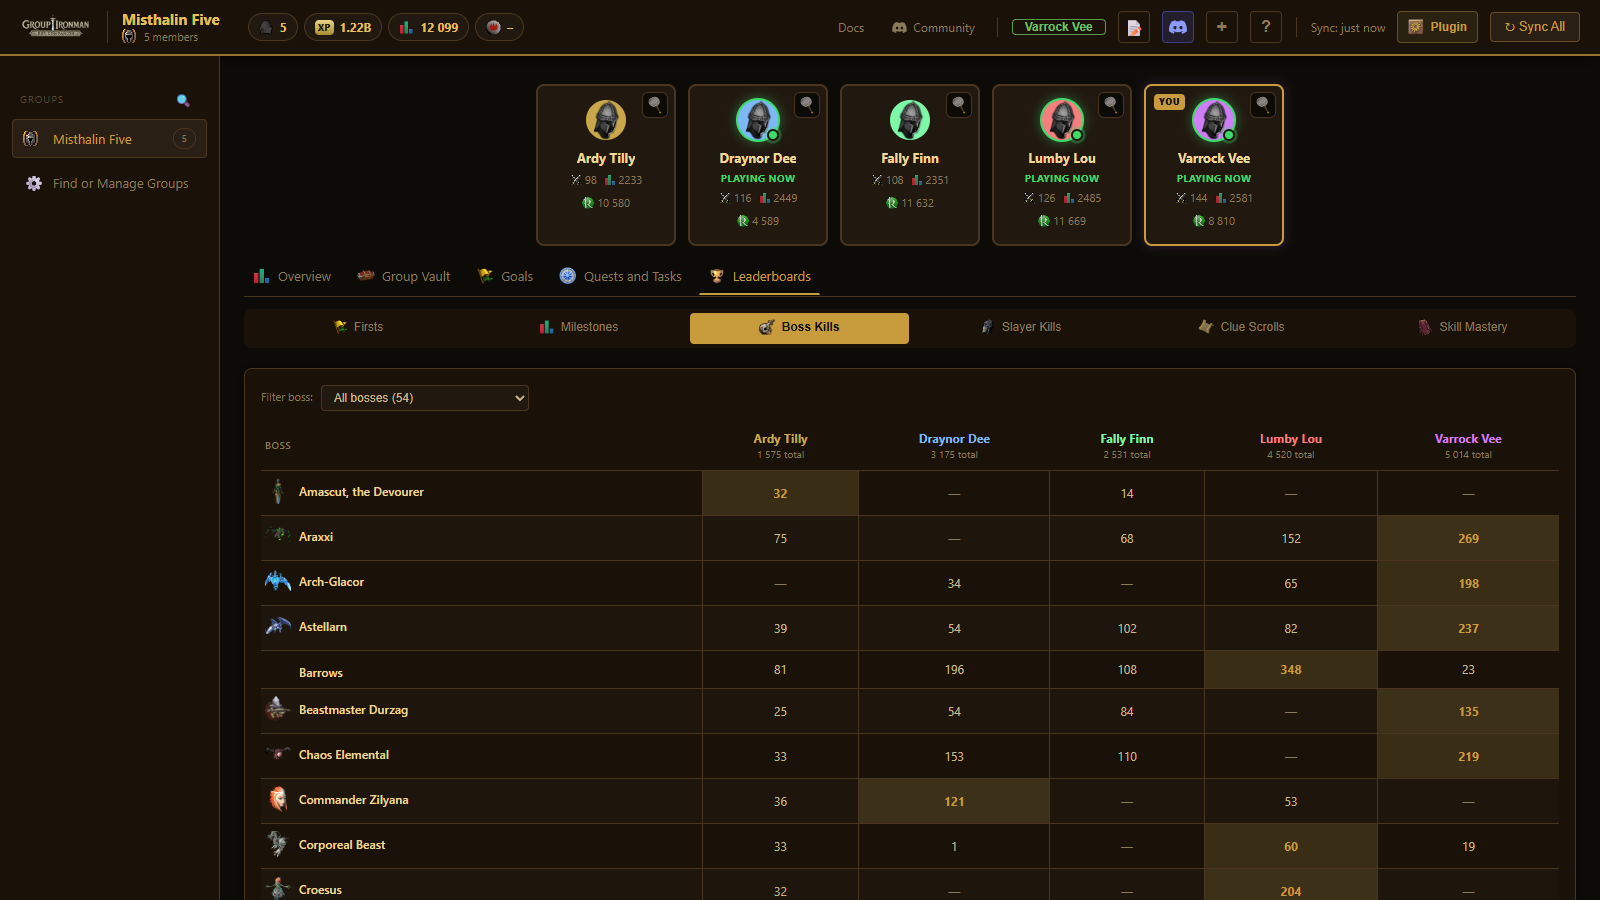 GROUP IRONMAN
Misthalin Five
5 members
5
XP 1.22B
12 099
–
Docs
Community
Varrock Vee
+
?
Sync: just now
Plugin
↻ Sync All
GROUPS
Misthalin Five
5
Find or Manage Groups
Ardy Tilly
98 2233
10 580
Draynor Dee
PLAYING NOW
116 2449
4 589
Fally Finn
108 2351
11 632
Lumby Lou
PLAYING NOW
126 2485
11 669
YOU
Varrock Vee
PLAYING NOW
144 2581
8 810
Overview
Group Vault
Goals
Quests and Tasks
Leaderboards
Firsts
Milestones
Boss Kills
Slayer Kills
Clue Scrolls
Skill Mastery
Filter boss: All bosses (54)
BOSS Ardy Tilly Draynor Dee Fally Finn Lumby Lou Varrock Vee
1 575 total 3 175 total 2 531 total 4 520 total 5 014 total
Amascut, the Devourer 32 — 14 — —
Araxxi 75 — 68 152 269
Arch-Glacor — 34 — 65 198
Astellarn 39 54 102 82 237
Barrows 81 196 108 348 23
Beastmaster Durzag 25 54 84 — 135
Chaos Elemental 33 153 110 — 219
Commander Zilyana 36 121 — 53 —
Corporeal Beast 33 1 — 60 19
Croesus 32 — — 204 —